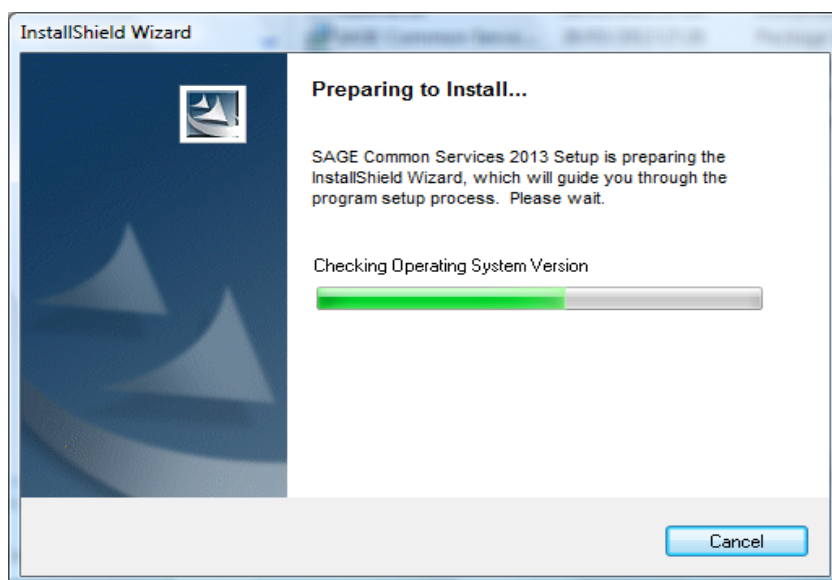 InstallShield Wizard
Preparing to Install...
SAGE Common Services 2013 Setup is preparing the
InstallShield Wizard, which will guide you through the
program setup process.  Please wait.
Checking Operating System Version
Cancel